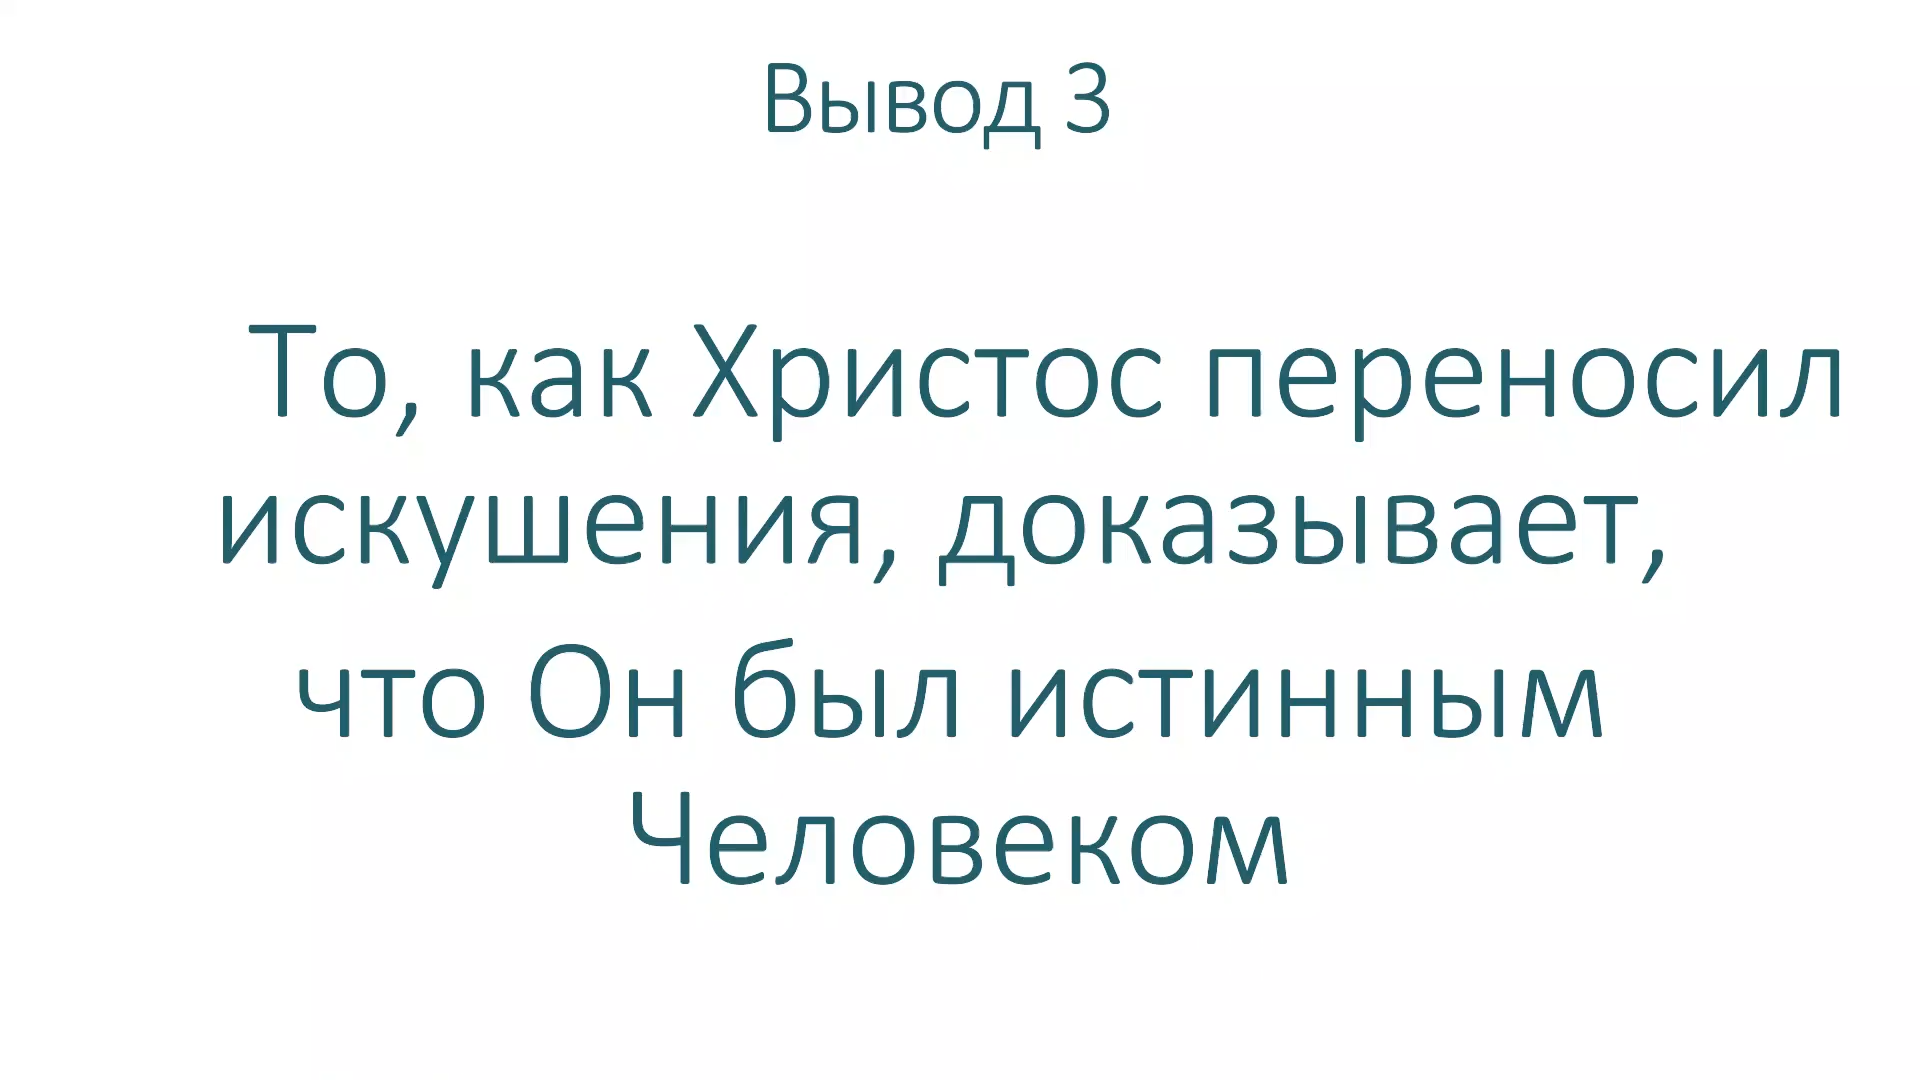 Вывод 3
То, как Христос переносил
искушения, доказывает,
что Он был истинным
Человеком